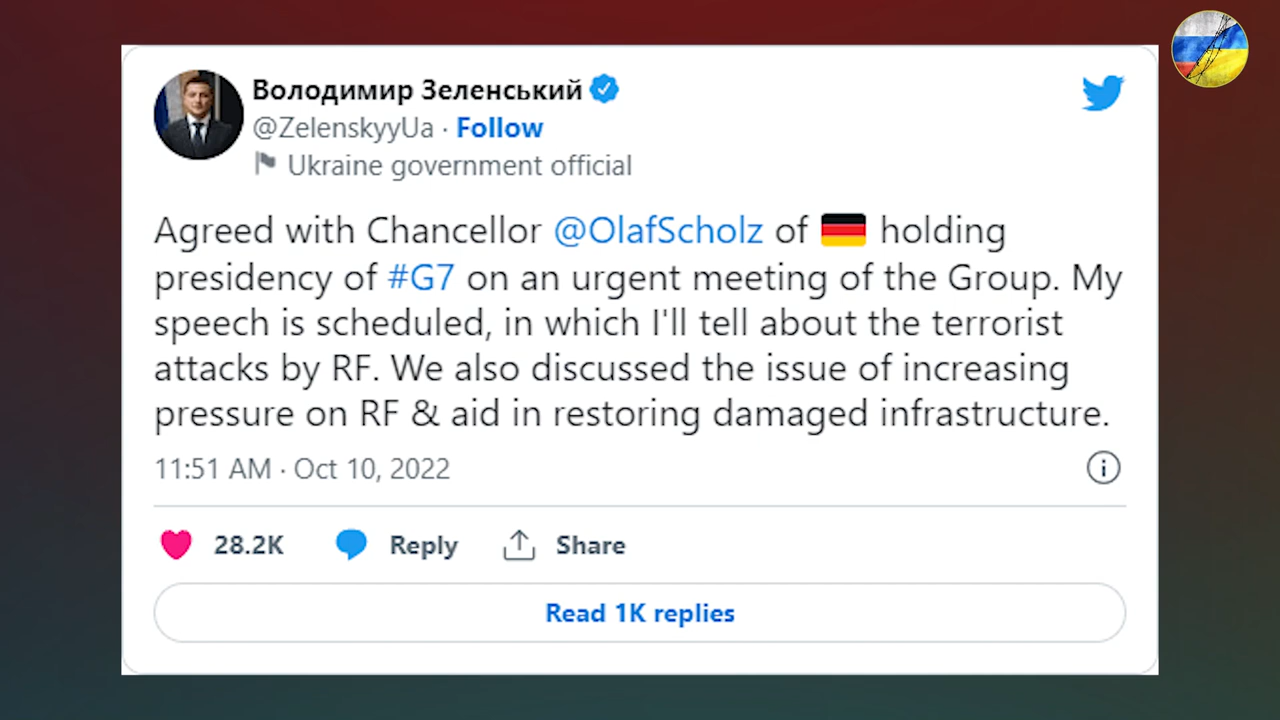 Володимир Зеленський
@ZelenskyyUa · Follow
Ukraine government official
Agreed with Chancellor @OlafScholz of 🇩🇪 holding
presidency of #G7 on an urgent meeting of the Group. My
speech is scheduled, in which I'll tell about the terrorist
attacks by RF. We also discussed the issue of increasing
pressure on RF & aid in restoring damaged infrastructure.
11:51 AM · Oct 10, 2022
28.2K Reply Share
Read 1K replies